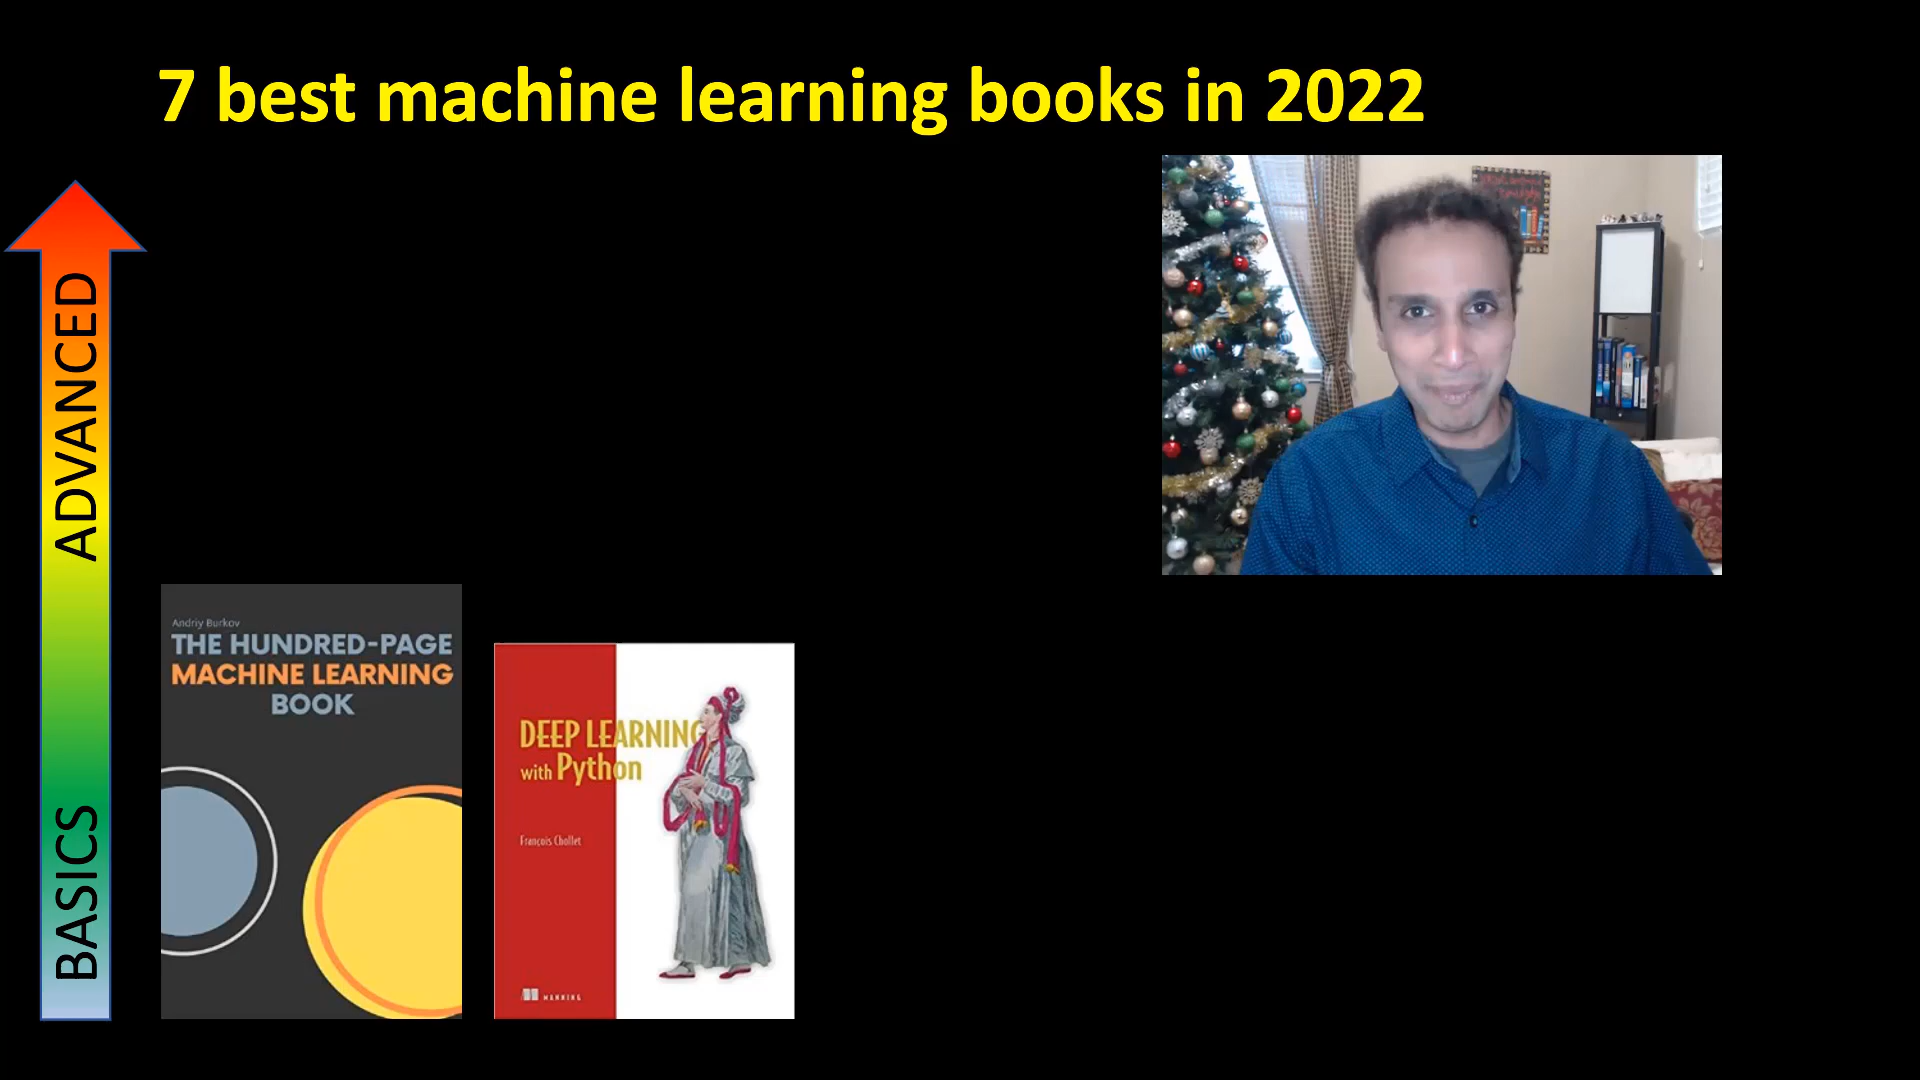 7 best machine learning books in 2022
ADVANCED
BASICS
Andriy Burkov
THE HUNDRED-PAGE
MACHINE LEARNING
BOOK
DEEP LEARNING
with Python
François Chollet
MANNING